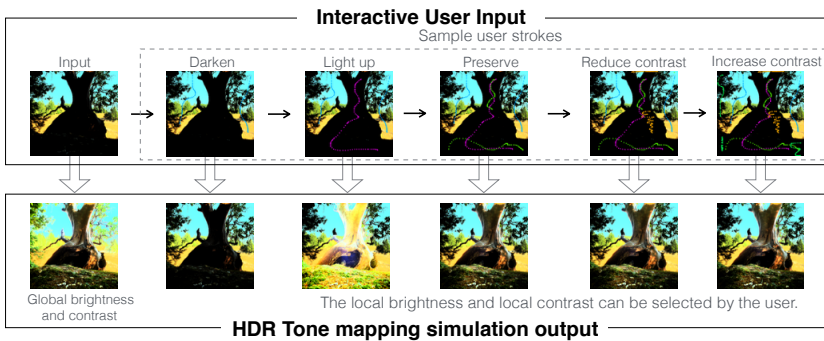 Interactive User Input
Sample user strokes
Input
Darken
Light up
Preserve
Reduce contrast
Increase contrast
Global brightness
and contrast
The local brightness and local contrast can be selected by the user.
HDR Tone mapping simulation output